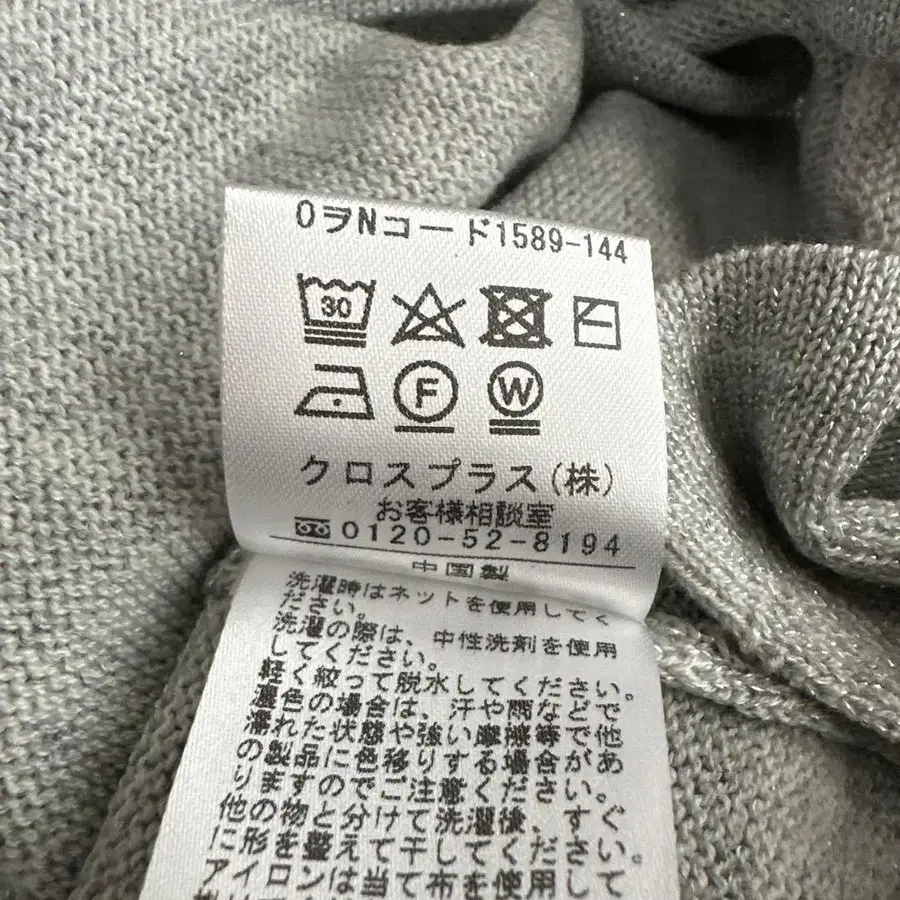 0ヲNコード1589-144
30
F W
クロスプラス(株)
お客様相談室
0120-52-8194
中国製
洗濯時はネットを使用してく
ださい。
洗濯の際は、中性洗剤を使用
してください。
軽く絞って脱水してください。
濃色の場合は、汗や雨などで
濡れた状態や強い摩擦等で他
の製品に色移りする場合があ
りますのでご注意ください。
他の物と分けて洗濯後、すぐ
に形を整えて干してください。
アイロンは当て布を使用して